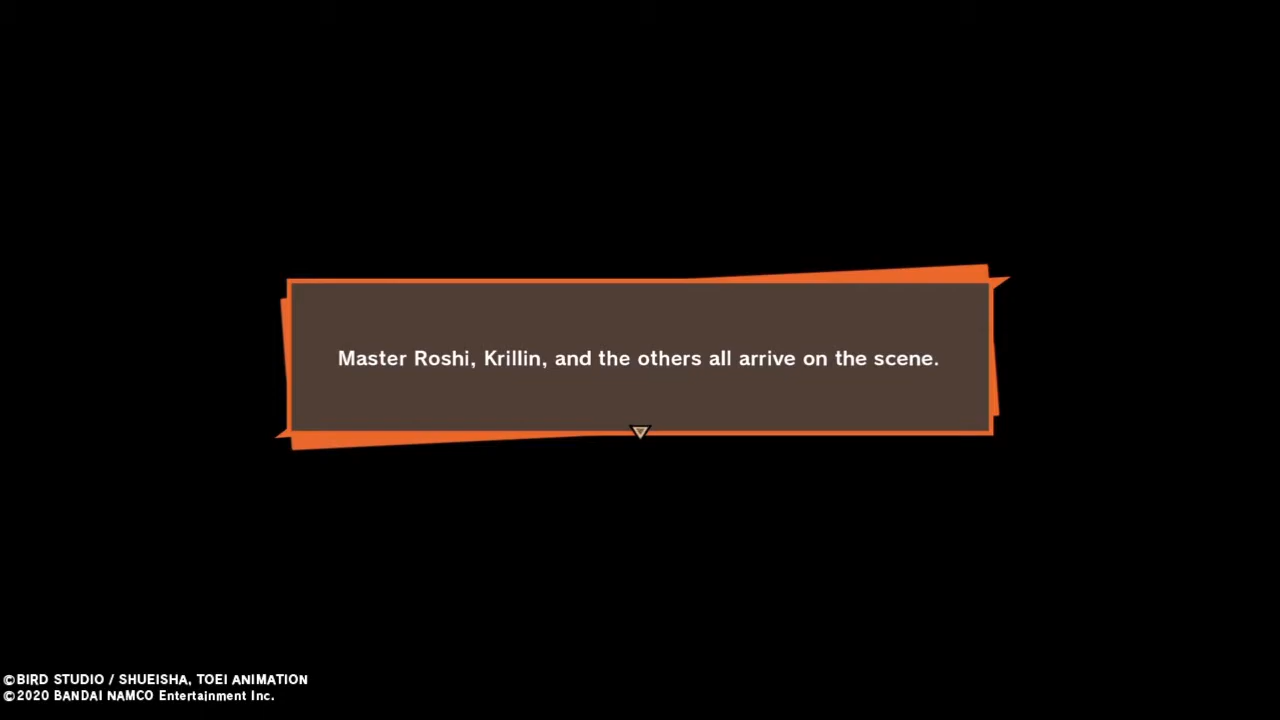 Master Roshi, Krillin, and the others all arrive on the scene.
©BIRD STUDIO / SHUEISHA, TOEI ANIMATION
©2020 BANDAI NAMCO Entertainment Inc.